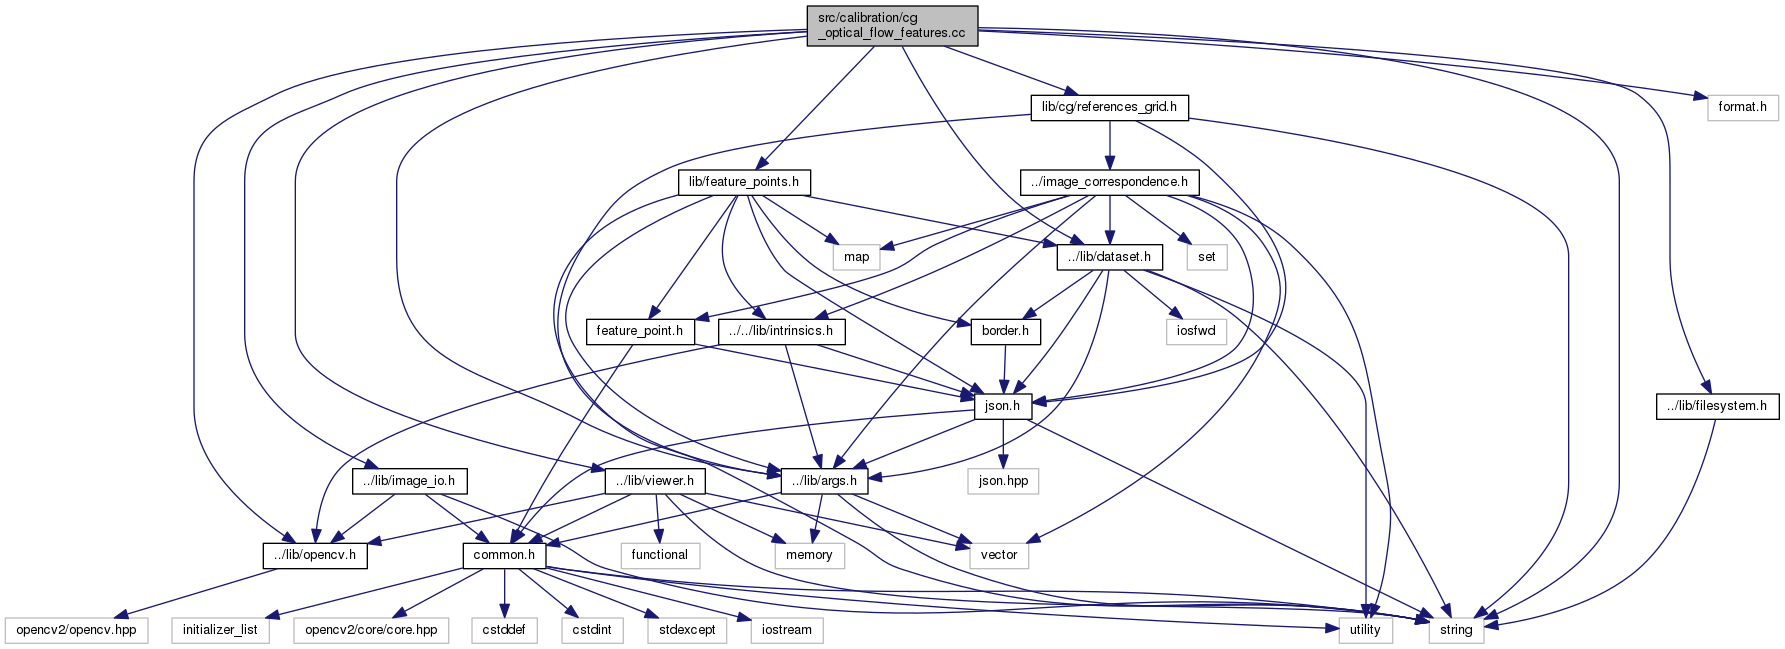 src/calibration/cg
_optical_flow_features.cc
lib/cg/references_grid.h
format.h
lib/feature_points.h
../image_correspondence.h
map
../lib/dataset.h
set
feature_point.h
../../lib/intrinsics.h
border.h
iosfwd
json.h
../lib/filesystem.h
../lib/image_io.h
../lib/viewer.h
../lib/args.h
json.hpp
../lib/opencv.h
common.h
functional
memory
vector
opencv2/opencv.hpp
initializer_list
opencv2/core/core.hpp
cstddef
cstdint
stdexcept
iostream
utility
string